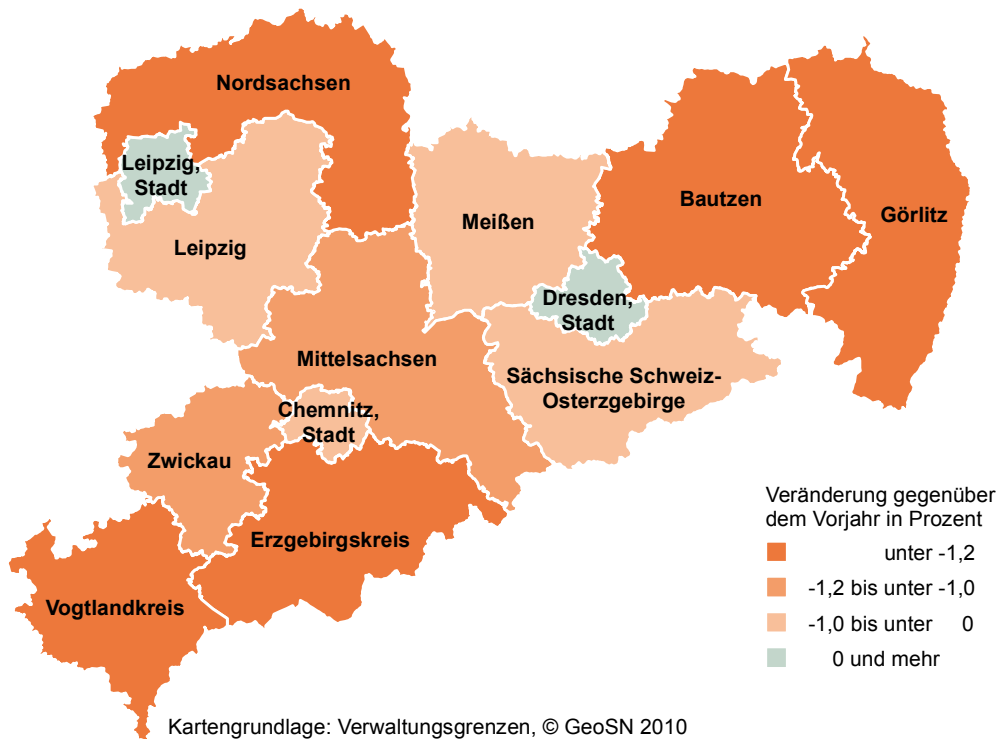 Nordsachsen
Leipzig,
Stadt
Leipzig
Meißen
Bautzen
Görlitz
Dresden,
Stadt
Mittelsachsen
Sächsische Schweiz-
Osterzgebirge
Chemnitz,
Stadt
Zwickau
Erzgebirgskreis
Vogtlandkreis
Veränderung gegenüber
dem Vorjahr in Prozent
unter -1,2
-1,2 bis unter -1,0
-1,0 bis unter 0
0 und mehr
Kartengrundlage: Verwaltungsgrenzen, © GeoSN 2010